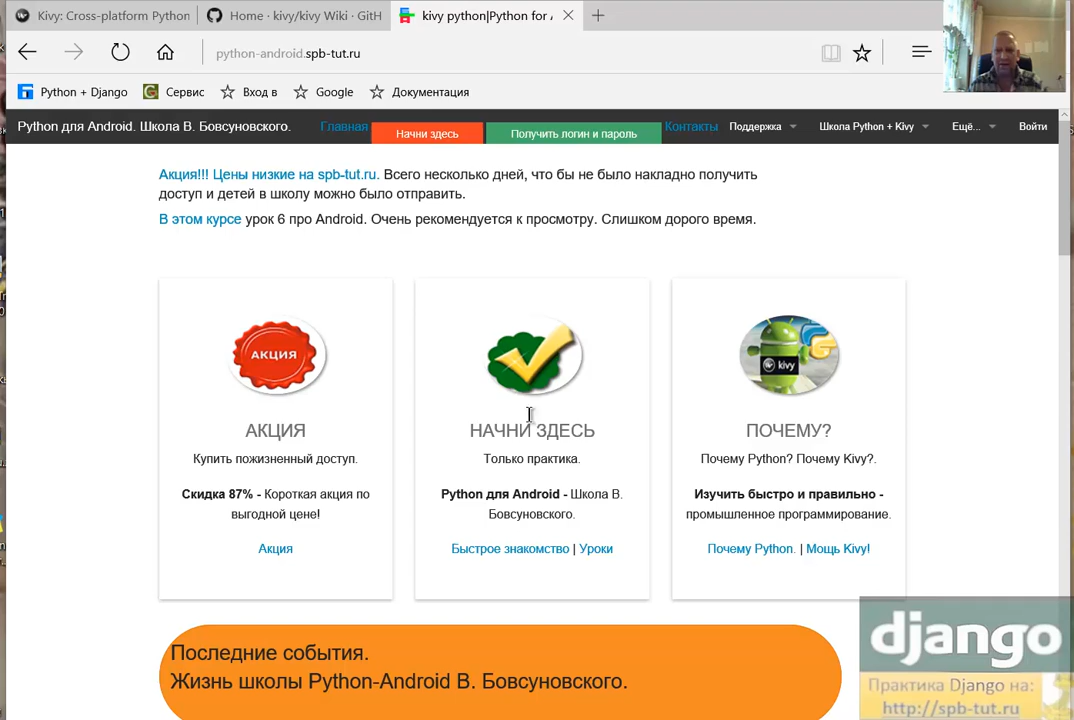 Kivy: Cross-platform Python
Home · kivy/kivy Wiki · GitH
kivy python|Python for
python-android.spb-tut.ru
Python + Django
Сервис
Вход в
Google
Документация
Python для Android. Школа В. Бовсуновского.
Главная
Начни здесь
Получить логин и пароль
Контакты
Поддержка
Школа Python + Kivy
Ещё...
Войти
Акция!!! Цены низкие на spb-tut.ru. Всего несколько дней, что бы не было накладно получить
доступ и детей в школу можно было отправить.
В этом курсе урок 6 про Android. Очень рекомендуется к просмотру. Слишком дорого время.
АКЦИЯ
АКЦИЯ
Купить пожизненный доступ.
Скидка 87% - Короткая акция по
выгодной цене!
Акция
НАЧНИ ЗДЕСЬ
Только практика.
Python для Android - Школа В.
Бовсуновского.
Быстрое знакомство | Уроки
kivy
ПОЧЕМУ?
Почему Python? Почему Kivy?.
Изучить быстро и правильно -
промышленное программирование.
Почему Python. | Мощь Kivy!
Последние события.
Жизнь школы Python-Android В. Бовсуновского.
django
Практика Django на:
http://spb-tut.ru